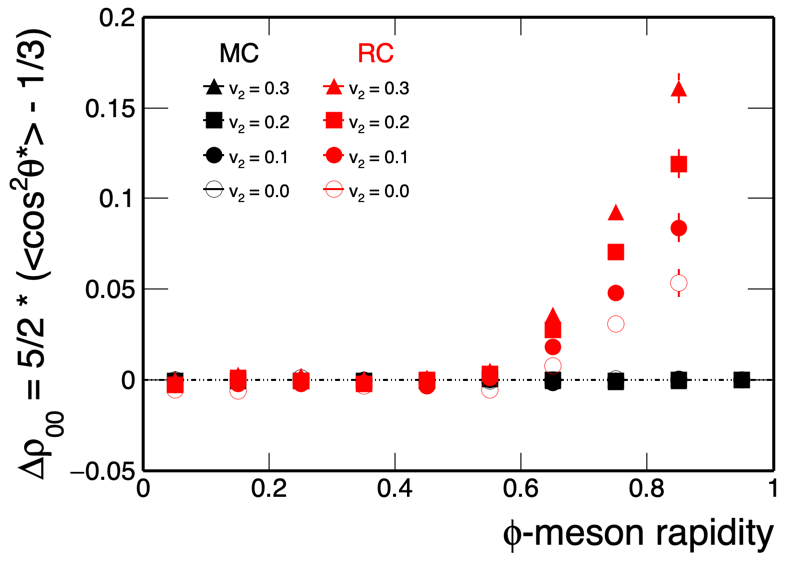 Δρ₀₀ = 5/2 * (<cos²θ*> - 1/3)
0.2
0.15
0.1
0.05
0
−0.05
MC RC
v₂ = 0.3 v₂ = 0.3
v₂ = 0.2 v₂ = 0.2
v₂ = 0.1 v₂ = 0.1
v₂ = 0.0 v₂ = 0.0
0 0.2 0.4 0.6 0.8 1
ϕ-meson rapidity